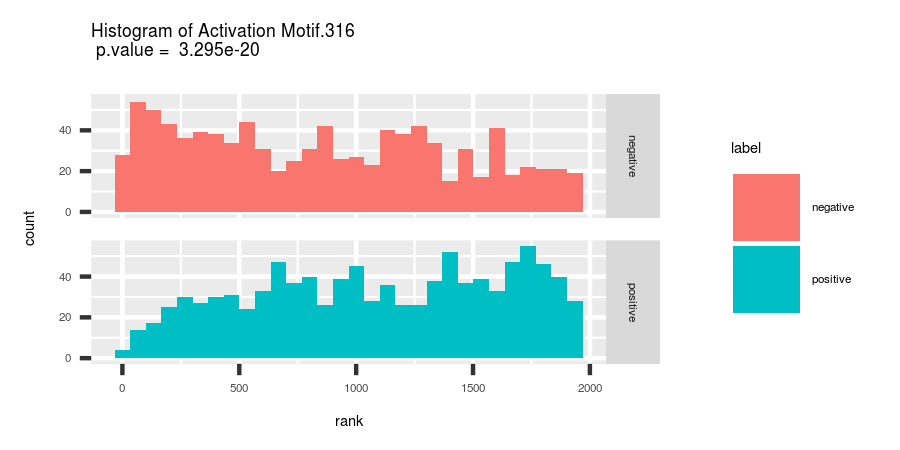 Histogram of Activation Motif.316
p.value = 3.295e-20
count
40
20
0
negative
40
20
0
positive
0
500
1000
1500
2000
rank
label
negative
positive